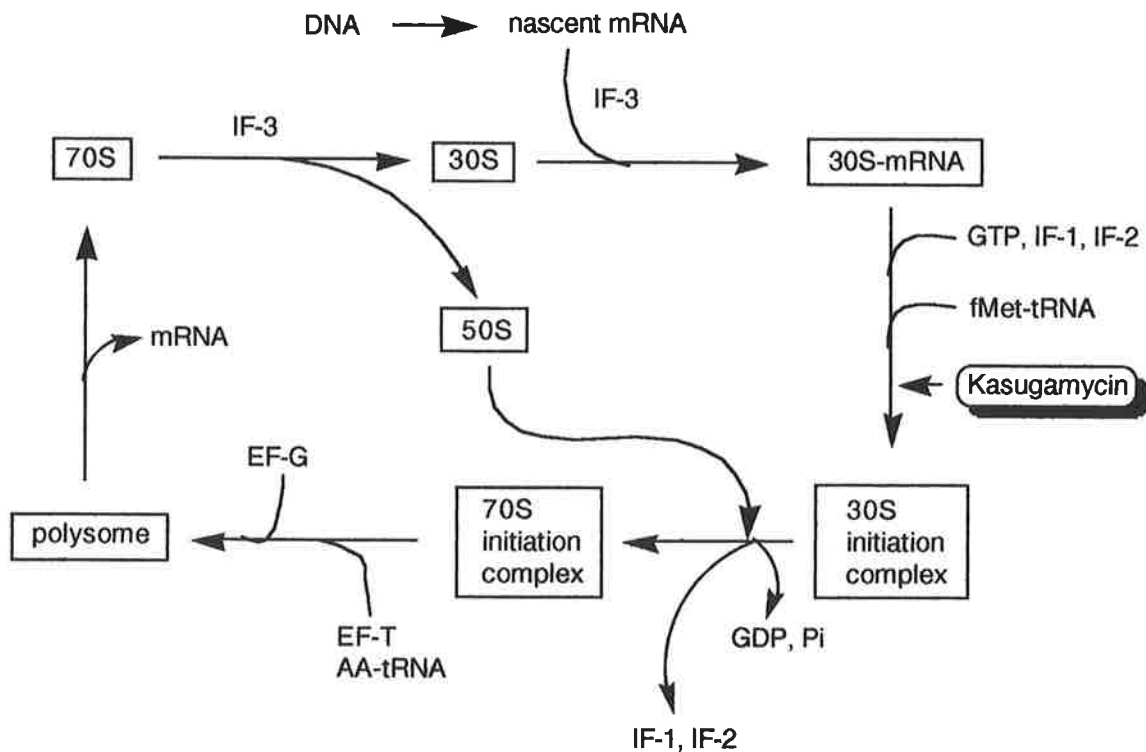 DNA
nascent mRNA
IF-3
IF-3
70S
30S
30S-mRNA
GTP, IF-1, IF-2
fMet-tRNA
50S
mRNA
Kasugamycin
EF-G
70S
initiation
complex
30S
initiation
complex
polysome
EF-T
AA-tRNA
GDP, Pi
IF-1, IF-2